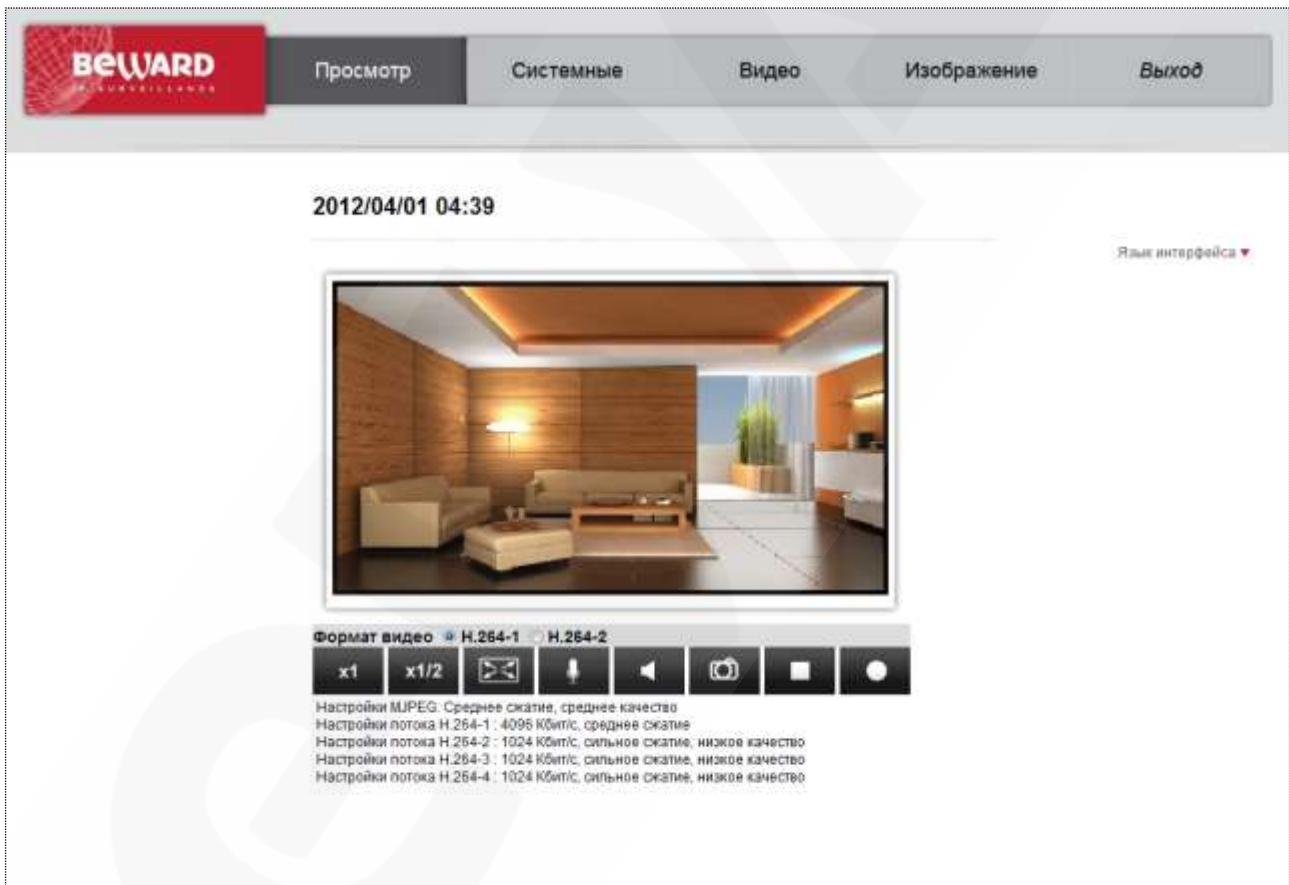 BEWARD
IP SURVEILLANCE
Просмотр
Системные
Видео
Изображение
Выход
2012/04/01 04:39
Язык интерфейса
Формат видео H.264-1 H.264-2
x1
x1/2
Настройки MJPEG: Среднее сжатие, среднее качество
Настройки потока H.264-1 : 4096 Кбит/с, среднее сжатие
Настройки потока H.264-2 : 1024 Кбит/с, сильное сжатие, низкое качество
Настройки потока H.264-3 : 1024 Кбит/с, сильное сжатие, низкое качество
Настройки потока H.264-4 : 1024 Кбит/с, сильное сжатие, низкое качество